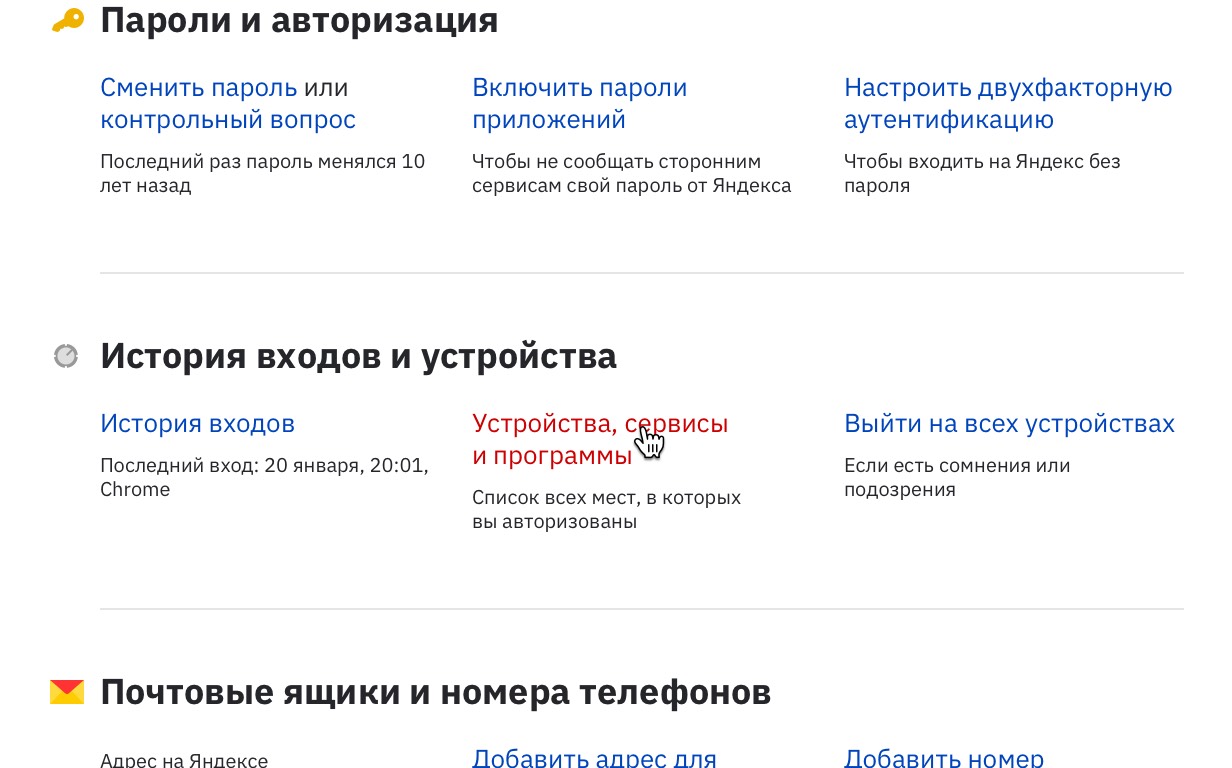 Пароли и авторизация
Сменить пароль или
контрольный вопрос
Последний раз пароль менялся 10
лет назад
Включить пароли
приложений
Чтобы не сообщать сторонним
сервисам свой пароль от Яндекса
Настроить двухфакторную
аутентификацию
Чтобы входить на Яндекс без
пароля
История входов и устройства
История входов
Последний вход: 20 января, 20:01,
Chrome
Устройства, сервисы
и программы
Список всех мест, в которых
вы авторизованы
Выйти на всех устройствах
Если есть сомнения или
подозрения
Почтовые ящики и номера телефонов
Адрес на Яндексе
Добавить адрес для
Добавить номер